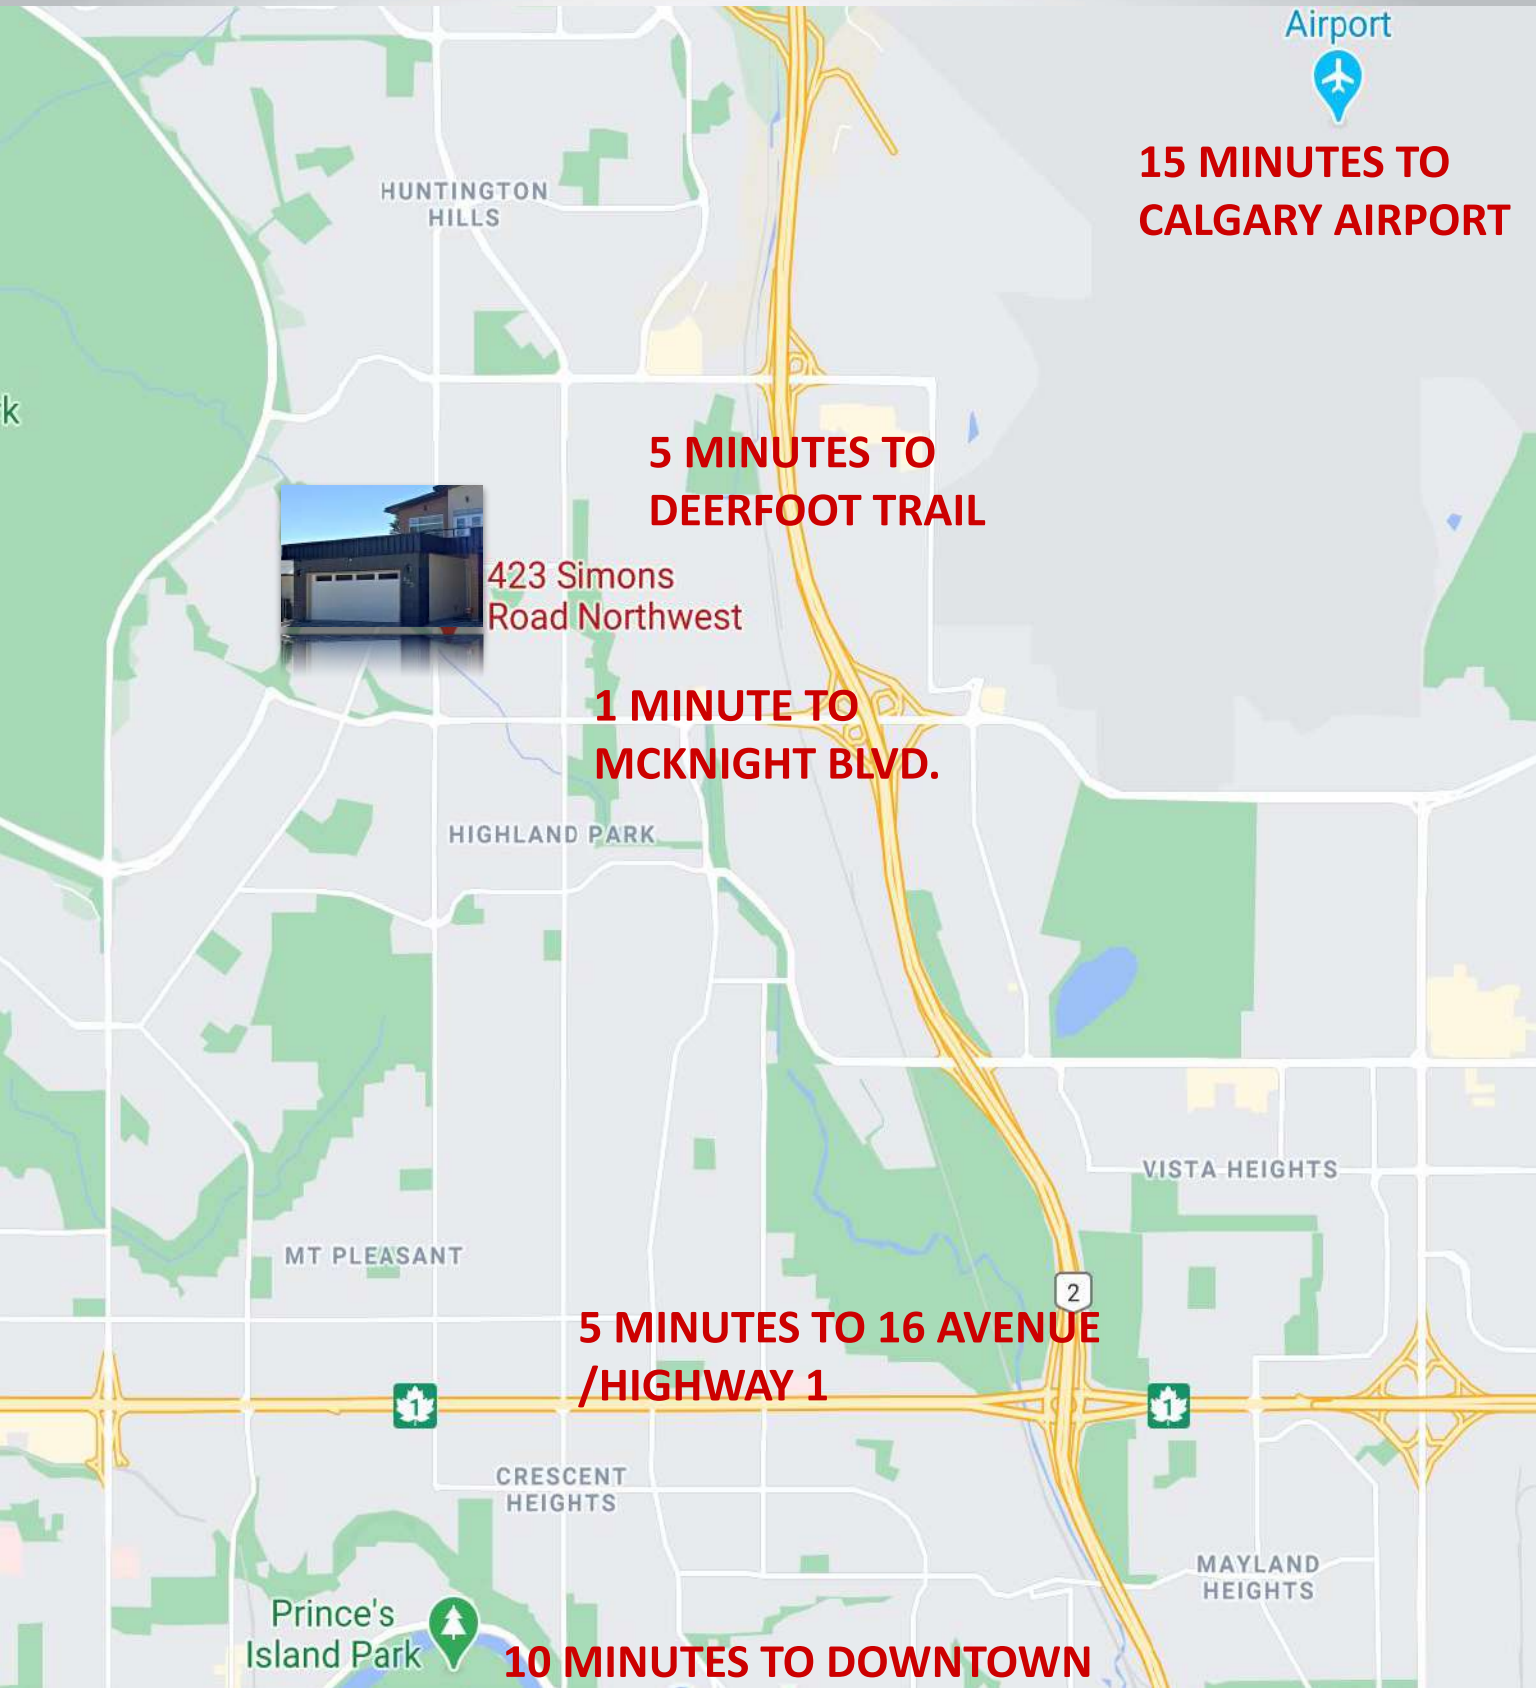 Airport
15 MINUTES TO
CALGARY AIRPORT
HUNTINGTON
HILLS
k
5 MINUTES TO
DEERFOOT TRAIL
423 Simons
Road Northwest
1 MINUTE TO
MCKNIGHT BLVD.
HIGHLAND PARK
VISTA HEIGHTS
MT PLEASANT
2
5 MINUTES TO 16 AVENUE
/HIGHWAY 1
1
1
CRESCENT
HEIGHTS
MAYLAND
HEIGHTS
Prince's
Island Park
10 MINUTES TO DOWNTOWN